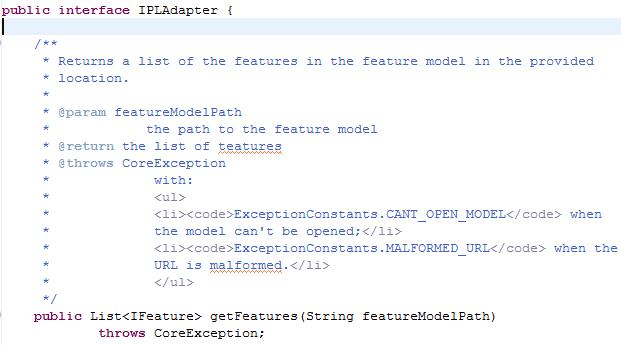 public interface IPLAdapter {
/**
* Returns a list of the features in the feature model in the provided
* location.
*
* @param featureModelPath
* the path to the feature model
* @return the list of teatures
* @throws CoreException
* with:
* <ul>
* <li><code>ExceptionConstants.CANT_OPEN_MODEL</code> when
* the model can't be opened;</li>
* <li><code>ExceptionConstants.MALFORMED_URL</code> when the
* URL is malformed.</li>
* </ul>
*/
public List<IFeature> getFeatures(String featureModelPath)
throws CoreException;